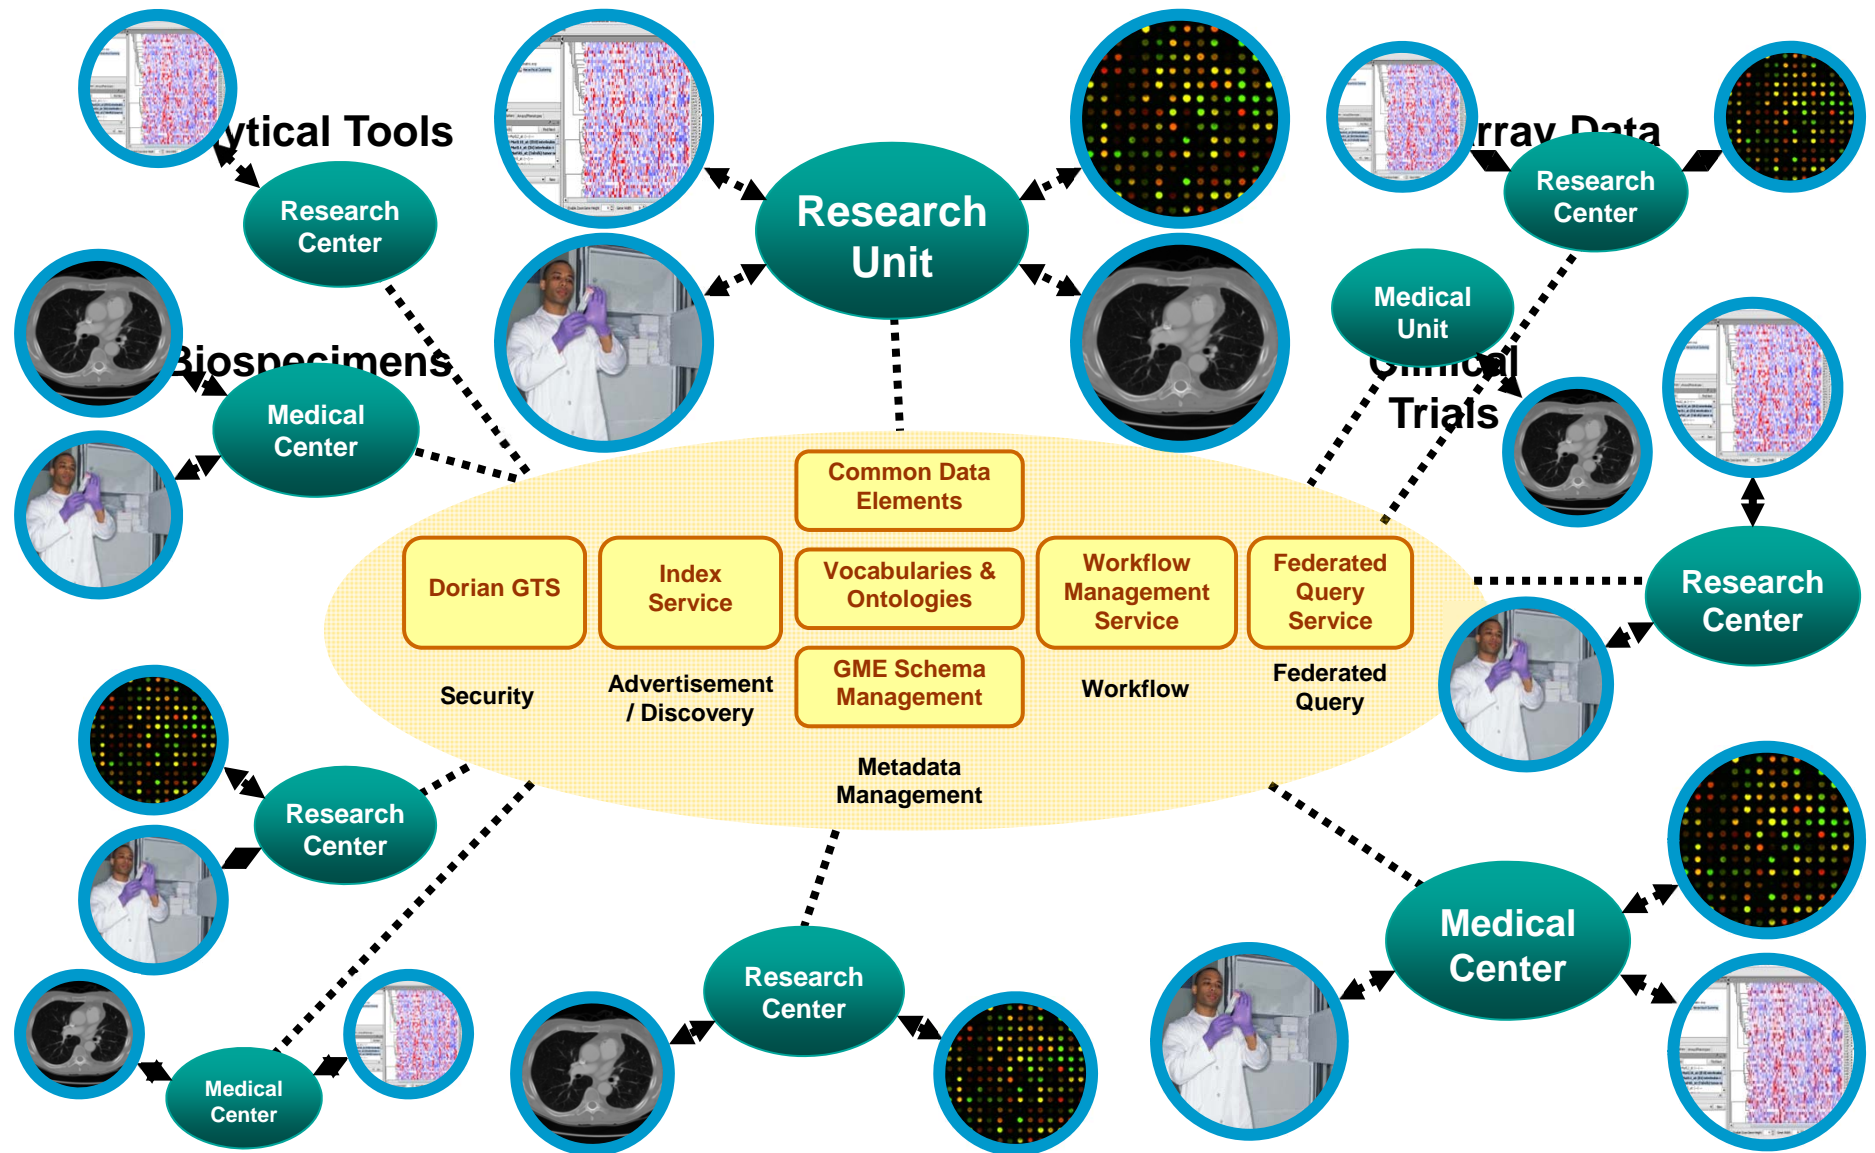 ytical Tools
Research
Center
Biospecimens
Medical
Center
Research
Unit
rray Data
Research
Center
Medical
Unit
Clinical
Trials
Research
Center
Common Data
Elements
Dorian GTS
Index
Service
Vocabularies &
Ontologies
Workflow
Management
Service
Federated
Query
Service
GME Schema
Management
Security
Advertisement
/ Discovery
Workflow
Federated
Query
Metadata
Management
Research
Center
Medical
Center
Research
Center
Medical
Center